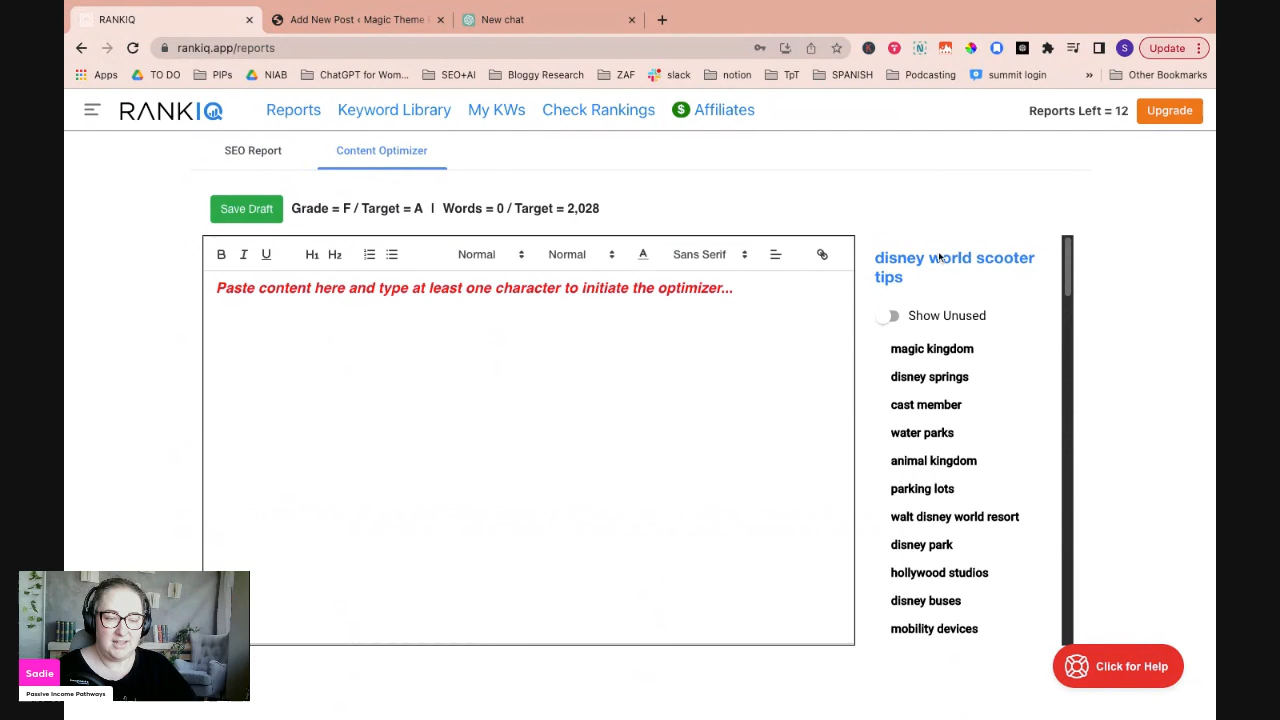 RANKIQ
Add New Post ‹ Magic Theme
New chat
rankiq.app/reports
Update
Apps
TO DO
PIPs
NIAB
ChatGPT for Wom...
SEO+AI
Bloggy Research
ZAF
slack
notion
TpT
SPANISH
Podcasting
summit login
»
Other Bookmarks
RANKIQ
Reports
Keyword Library
My KWs
Check Rankings
$ Affiliates
Reports Left = 12
Upgrade
SEO Report
Content Optimizer
Save Draft
Grade = F / Target = A | Words = 0 / Target = 2,028
B I U H1 H2 Normal Normal A Sans Serif
Paste content here and type at least one character to initiate the optimizer...
disney world scooter
tips
Show Unused
magic kingdom
disney springs
cast member
water parks
animal kingdom
parking lots
walt disney world resort
disney park
hollywood studios
disney buses
mobility devices
Click for Help
Sadie
Passive Income Pathways